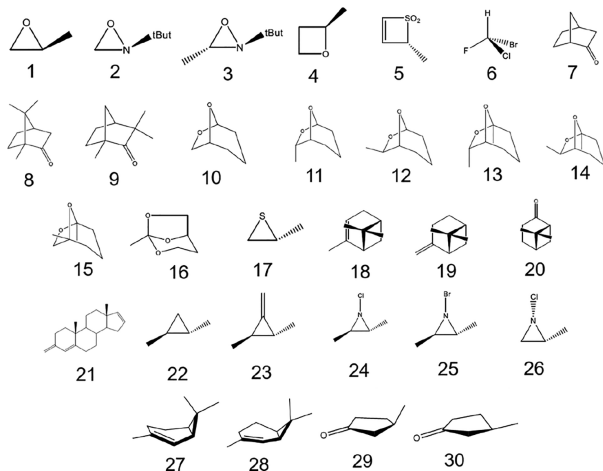 O O N tBut O N tBut O SO2 H F Br Cl O
1 2 3 4 5 6 7
O O O O O O O O O O O O
8 9 10 11 12 13 14
O O O O O S O
15 16 17 18 19 20
Cl N Br N Cl N
21 22 23 24 25 26
O O
27 28 29 30